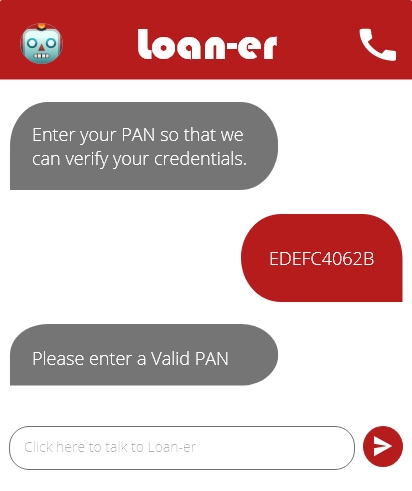 Loan-er
Enter your PAN so that we
can verify your credentials.
EDEFC4062B
Please enter a Valid PAN
Click here to talk to Loan-er